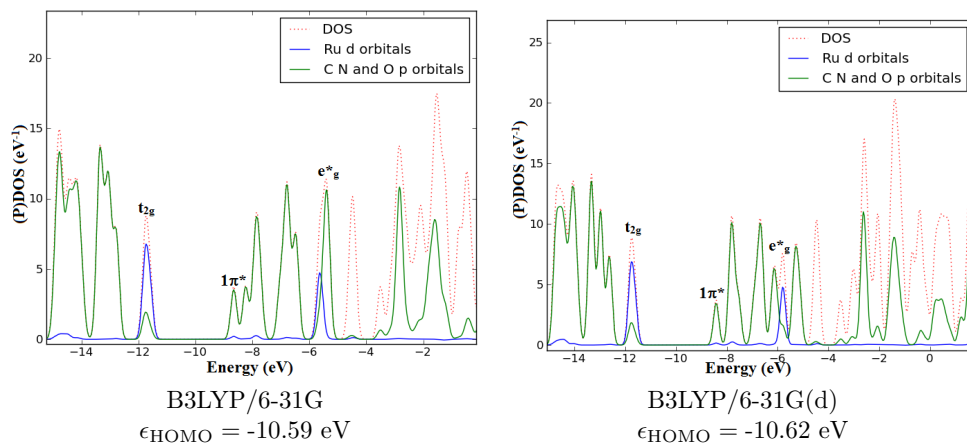 DOS
Ru d orbitals
C N and O p orbitals
(P)DOS (eV⁻¹)
20
15
10
5
0
t₂g
1π*
e*g
−14 −12 −10 −8 −6 −4 −2
Energy (eV)
B3LYP/6-31G
ϵHOMO = -10.59 eV
DOS
Ru d orbitals
C N and O p orbitals
(P)DOS (eV⁻¹)
25
20
15
10
5
0
t₂g
1π*
e*g
−14 −12 −10 −8 −6 −4 −2 0
Energy (eV)
B3LYP/6-31G(d)
ϵHOMO = -10.62 eV